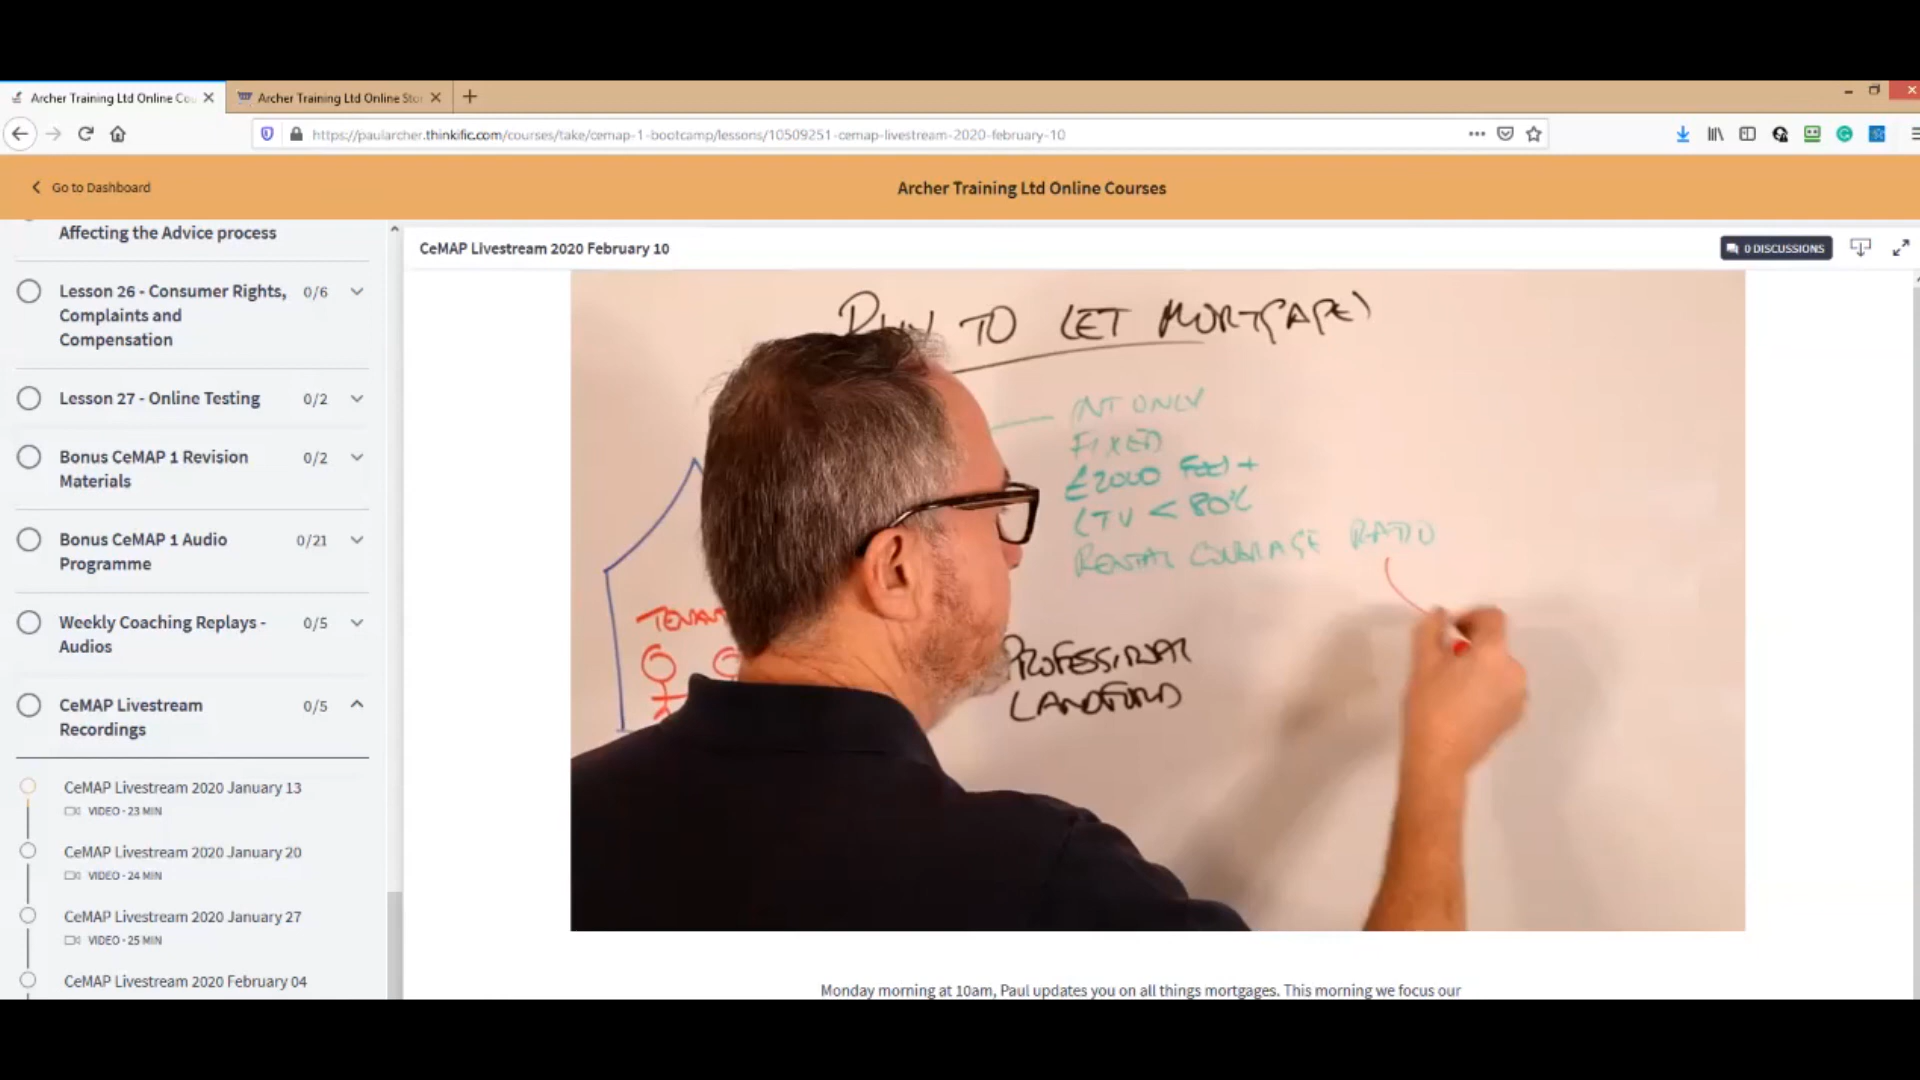 Archer Training Ltd Online Cou
Archer Training Ltd Online Stor
https://paularcher.thinkific.com/courses/take/cemap-1-bootcamp/lessons/10509251-cemap-livestream-2020-february-10
Go to Dashboard
Archer Training Ltd Online Courses
Affecting the Advice process
Lesson 26 - Consumer Rights, 0/6
Complaints and
Compensation
Lesson 27 - Online Testing 0/2
Bonus CeMAP 1 Revision 0/2
Materials
Bonus CeMAP 1 Audio 0/21
Programme
Weekly Coaching Replays - 0/5
Audios
CeMAP Livestream 0/5
Recordings
CeMAP Livestream 2020 January 13
VIDEO · 23 MIN
CeMAP Livestream 2020 January 20
VIDEO · 24 MIN
CeMAP Livestream 2020 January 27
VIDEO · 25 MIN
CeMAP Livestream 2020 February 04
CeMAP Livestream 2020 February 10
0 DISCUSSIONS
TO LET MORTGAGES
INT ONLY
FIXED
£2000 FEES +
LTV < 80%
RENTAL COVERAGE RATIO
TENAN
PROFESSIONAL
LANDLORD
Monday morning at 10am, Paul updates you on all things mortgages. This morning we focus our